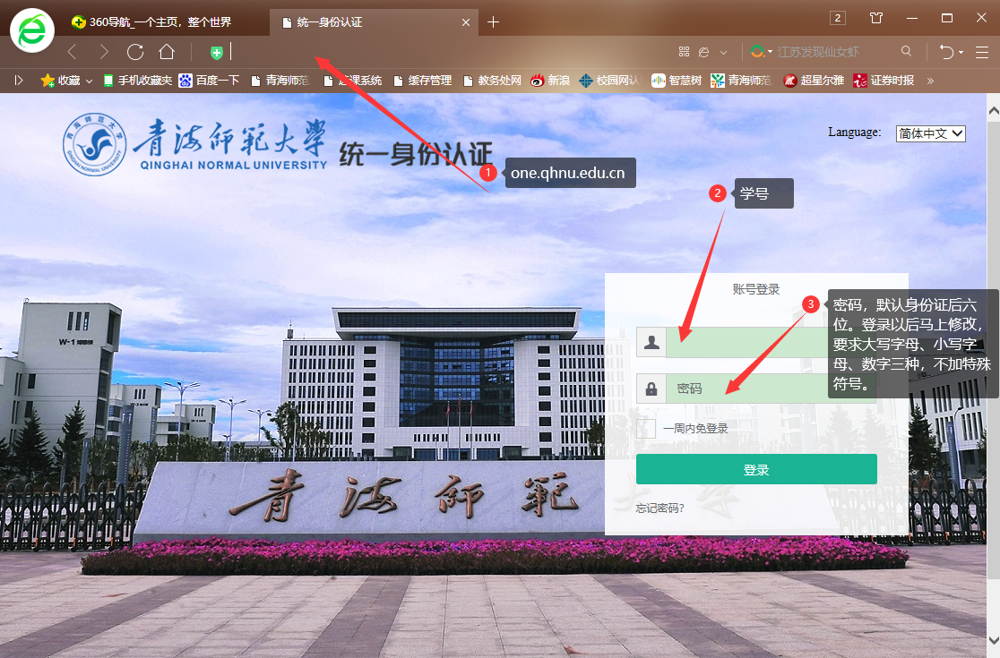 360导航_一个主页，整个世界
统一身份认证
2
江苏发现仙女虾
收藏
手机收藏夹
百度一下
青海师范
选课系统
缓存管理
教务处网
新浪
校园网认
智慧树
青海师范
超星尔雅
证券时报
青海师範大學
QINGHAI NORMAL UNIVERSITY
统一身份认证
Language:
简体中文
1
one.qhnu.edu.cn
2
学号
账号登录
3
密码，默认身份证后六
位。登录以后马上修改，
要求大写字母、小写字
母、数字三种，不加特殊
符号。
密码
一周内免登录
登录
忘记密码?
W-1
青海师範